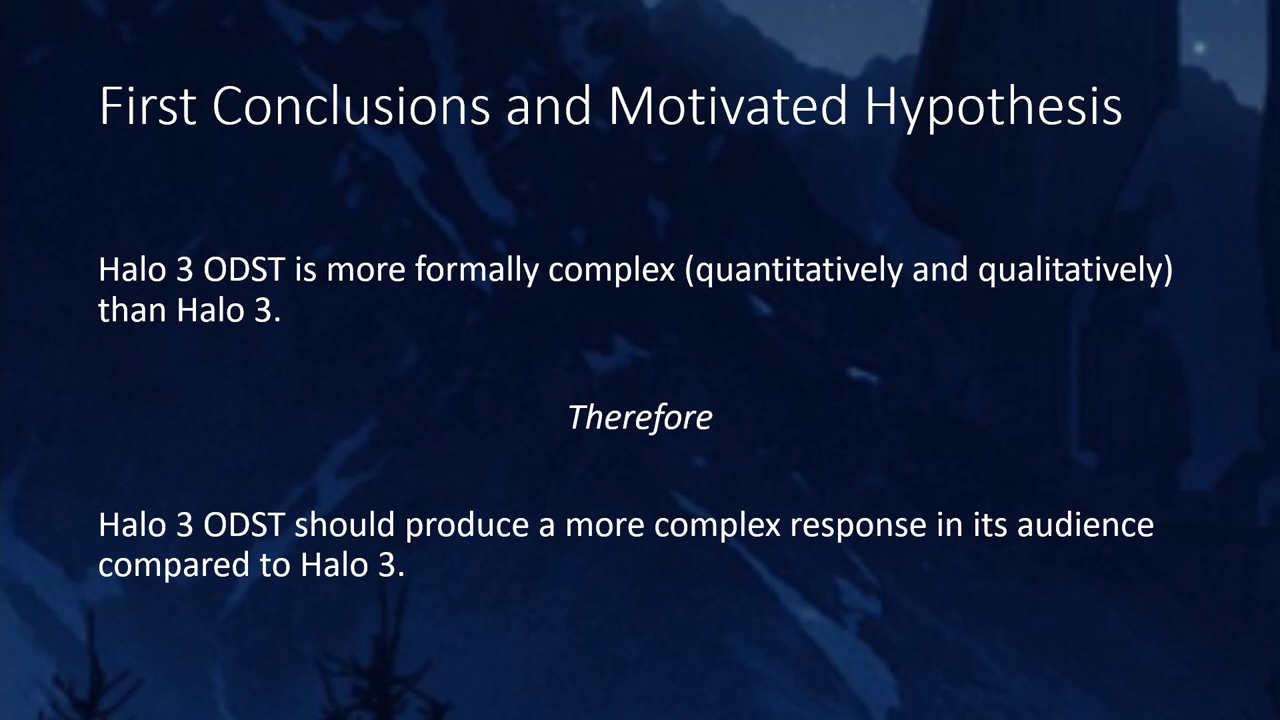 First Conclusions and Motivated Hypothesis
Halo 3 ODST is more formally complex (quantitatively and qualitatively)
than Halo 3.
Therefore
Halo 3 ODST should produce a more complex response in its audience
compared to Halo 3.